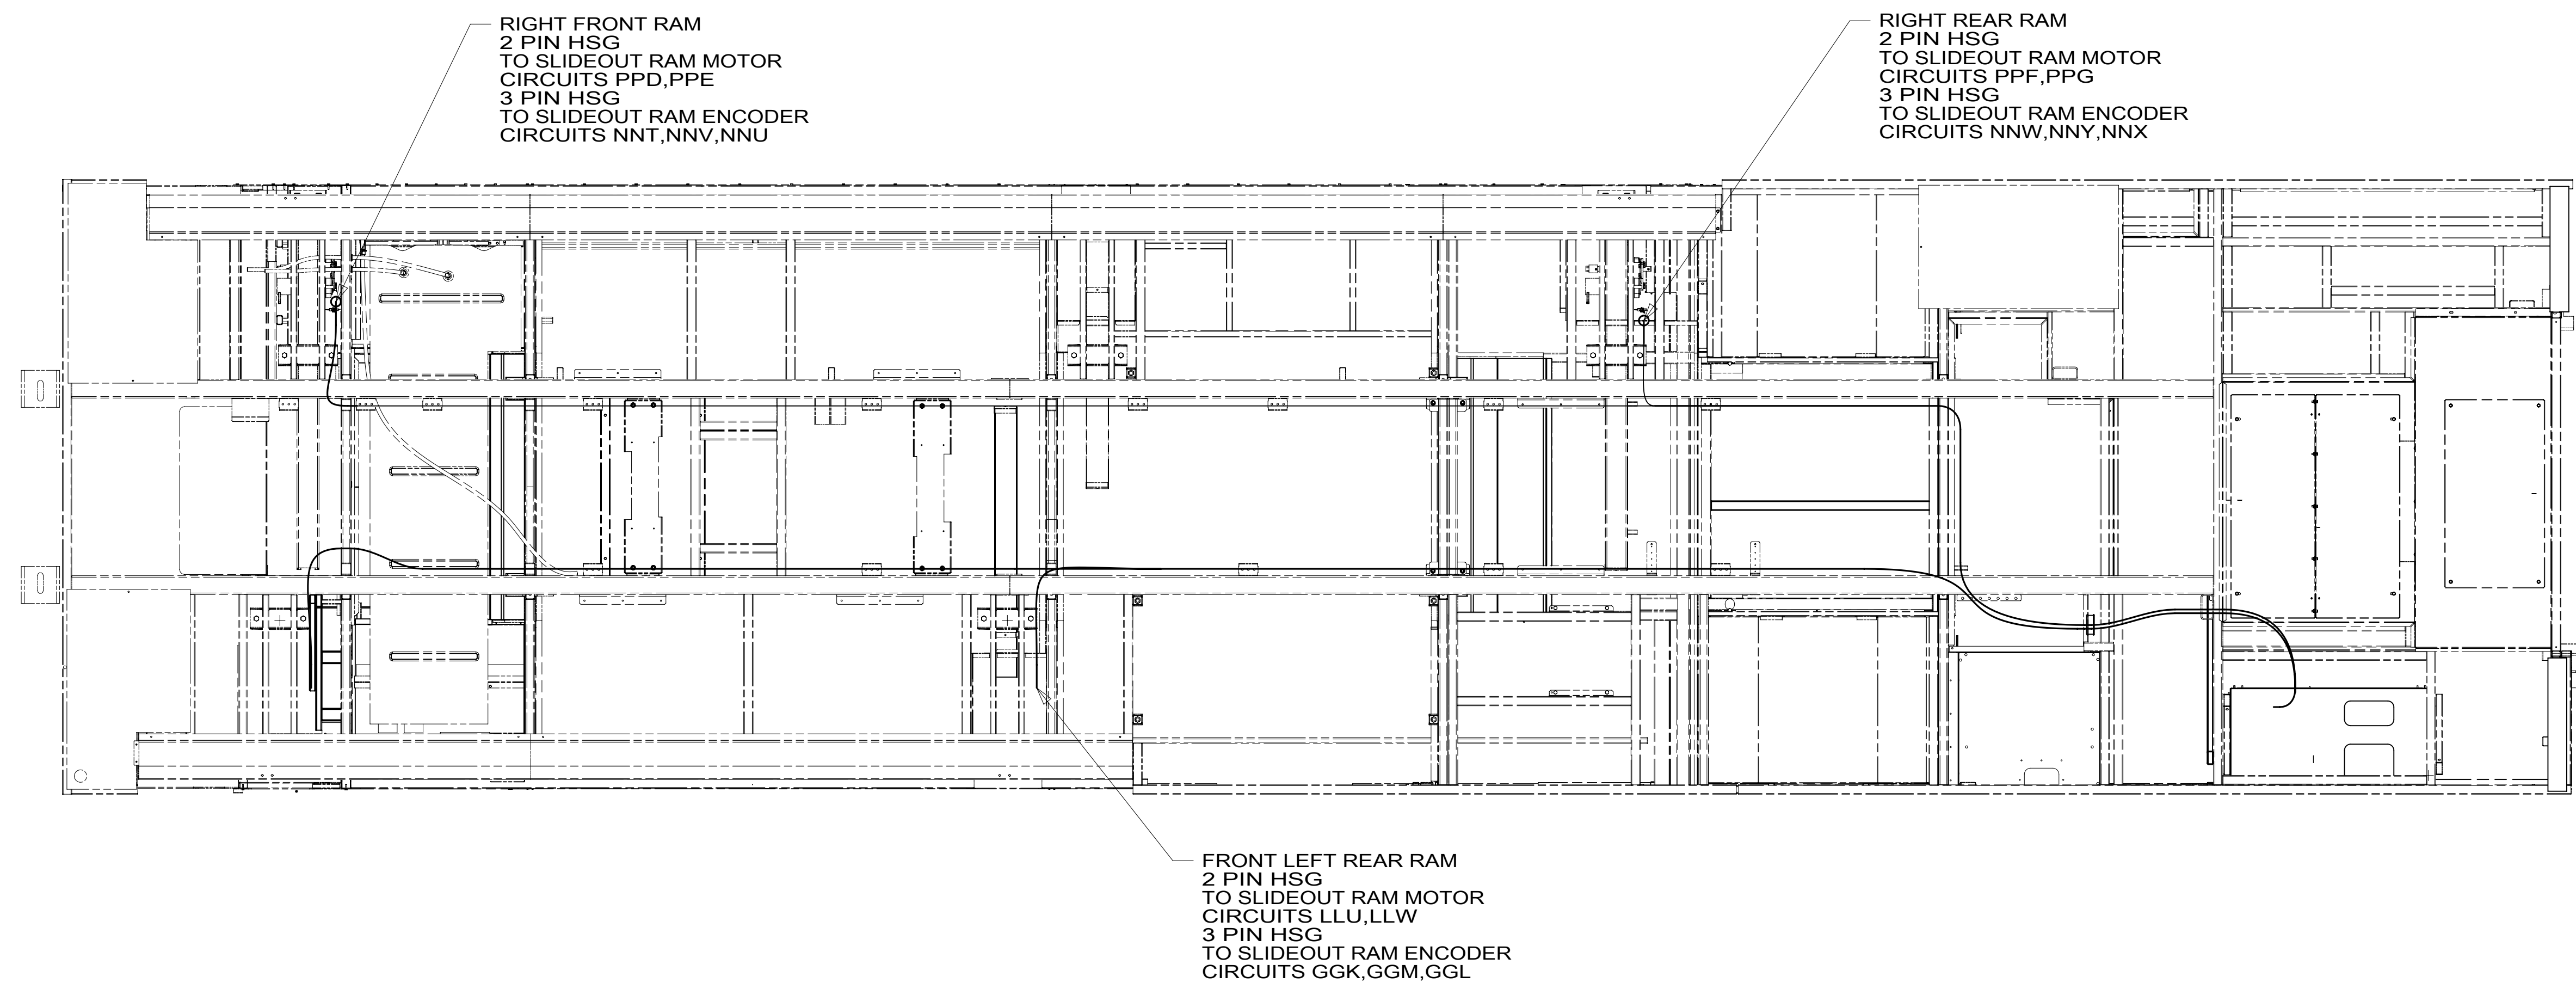 RIGHT FRONT RAM
2 PIN HSG
TO SLIDEOUT RAM MOTOR
CIRCUITS PPD,PPE
3 PIN HSG
TO SLIDEOUT RAM ENCODER
CIRCUITS NNT,NNV,NNU
RIGHT REAR RAM
2 PIN HSG
TO SLIDEOUT RAM MOTOR
CIRCUITS PPF,PPG
3 PIN HSG
TO SLIDEOUT RAM ENCODER
CIRCUITS NNW,NNY,NNX
FRONT LEFT REAR RAM
2 PIN HSG
TO SLIDEOUT RAM MOTOR
CIRCUITS LLU,LLW
3 PIN HSG
TO SLIDEOUT RAM ENCODER
CIRCUITS GGK,GGM,GGL